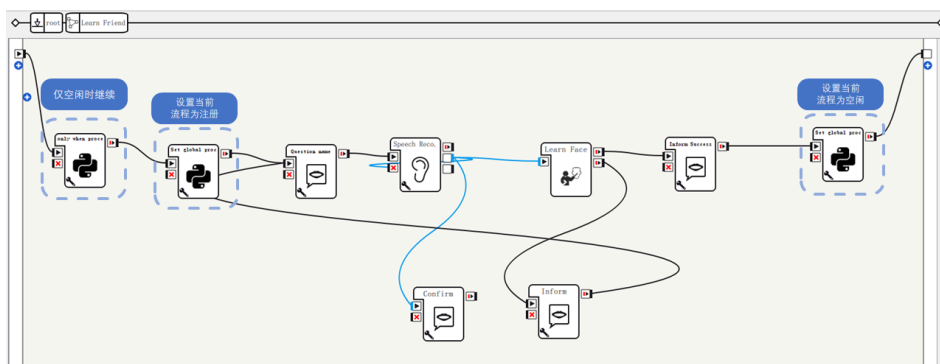 root
Learn Friend
仅空闲时继续
设置当前
流程为注册
设置当前
流程为空闲
only when proce
Set global proc
Question name
Speech Reco.
Learn Face
Inform Success
Set global proc
Confirm
Inform